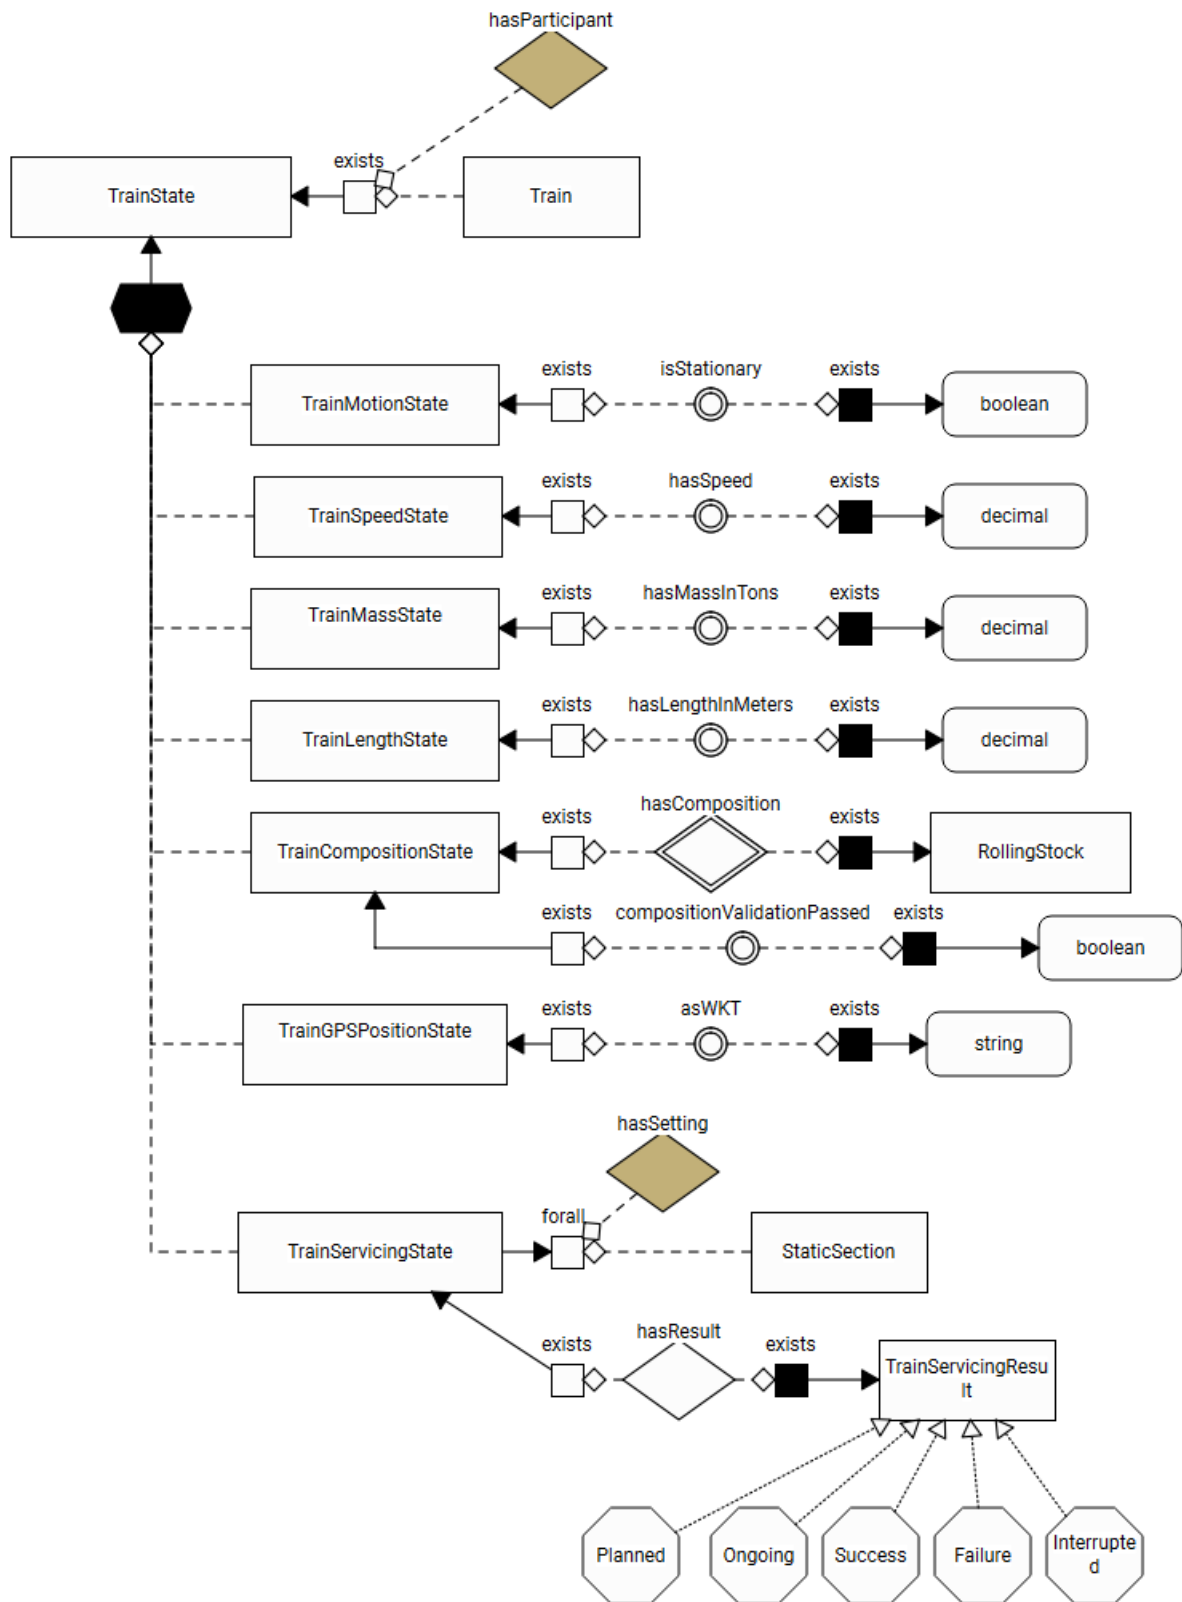 hasParticipant
exists
TrainState
Train
exists
isStationary
exists
TrainMotionState
boolean
exists
hasSpeed
exists
TrainSpeedState
decimal
exists
hasMassInTons
exists
TrainMassState
decimal
exists
hasLengthInMeters
exists
TrainLengthState
decimal
exists
hasComposition
exists
TrainCompositionState
RollingStock
exists
compositionValidationPassed
exists
boolean
exists
asWKT
exists
TrainGPSPositionState
string
hasSetting
forall
TrainServicingState
StaticSection
exists
hasResult
exists
TrainServicingResu
lt
Planned
Ongoing
Success
Failure
Interrupte
d